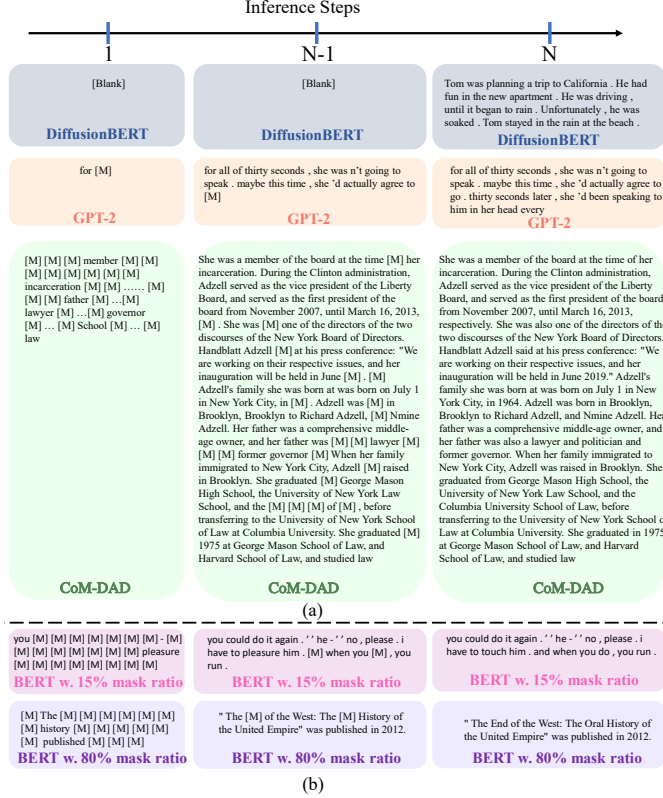 Inference Steps
1
N-1
N
[Blank]
DiffusionBERT
[Blank]
DiffusionBERT
Tom was planning a trip to California . He had
fun in the new apartment . He was driving ,
until it began to rain . Unfortunately , he was
soaked . Tom stayed in the rain at the beach .
DiffusionBERT
for [M]
GPT-2
for all of thirty seconds , she was n't going to
speak . maybe this time , she 'd actually agree to
[M]
GPT-2
for all of thirty seconds , she was n't going to
speak . maybe this time , she 'd actually agree to
go . thirty seconds later , she 'd been speaking to
him in her head every
GPT-2
[M] [M] [M] member [M] [M]
[M] [M] [M] [M] [M] [M]
incarceration [M] [M] …… [M]
[M] [M] father [M] …[M]
lawyer [M] …[M] governor
[M] … [M] School [M] … [M]
law
CoM-DAD
She was a member of the board at the time [M] her
incarceration. During the Clinton administration,
Adzell served as the vice president of the Liberty
Board, and served as the first president of the
board from November 2007, until March 16, 2013,
[M] . She was [M] one of the directors of the two
discourses of the New York Board of Directors.
Handblatt Adzell [M] at his press conference: "We
are working on their respective issues, and her
inauguration will be held in June [M] . [M]
Adzell's family she was born at was born on July 1
in New York City, in [M] . Adzell was [M] in
Brooklyn, Brooklyn to Richard Adzell, [M] Nmine
Adzell. Her father was a comprehensive middle-
age owner, and her father was [M] [M] lawyer [M]
[M] [M] former governor [M] When her family
immigrated to New York City, Adzell [M] raised
in Brooklyn. She graduated [M] George Mason
High School, the University of New York Law
School, and the [M] [M] [M] of [M] , before
transferring to the University of New York School
of Law at Columbia University. She graduated [M]
1975 at George Mason School of Law, and
Harvard School of Law, and studied law
CoM-DAD
She was a member of the board at the time of her
incarceration. During the Clinton administration,
Adzell served as the vice president of the Liberty
Board, and served as the first president of the board
from November 2007, until March 16, 2013,
respectively. She was also one of the directors of the
two discourses of the New York Board of Directors.
Handblatt Adzell said at his press conference: "We
are working on their respective issues, and her
inauguration will be held in June 2019." Adzell's
family she was born at was born on July 1 in New
York City, in 1964. Adzell was born in Brooklyn,
Brooklyn to Richard Adzell, and Nmine Adzell. Her
father was a comprehensive middle-age owner, and
her father was also a lawyer and politician and
former governor. When her family immigrated to
New York City, Adzell was raised in Brooklyn. She
graduated from George Mason High School, the
University of New York Law School, and the
Columbia University School of Law, before
transferring to the University of New York School of
Law at Columbia University. She graduated in 1975
at George Mason School of Law, and Harvard
School of Law, and studied law
CoM-DAD
(a)
you [M] [M] [M] [M] [M] [M] [M] - [M]
[M] [M] [M] [M] [M] [M] [M] pleasure
[M] [M] [M] [M] [M] [M] [M] [M]
BERT w. 15% mask ratio
you could do it again . ' ' he - ' ' no , please . i
have to pleasure him . [M] when you [M] , you
run .
BERT w. 15% mask ratio
you could do it again . ' ' he - ' ' no , please . i
have to touch him . and when you do , you run .
BERT w. 15% mask ratio
[M] The [M] [M] [M] [M] [M] [M]
[M] history [M] [M] [M] [M] [M]
[M] published [M] [M] [M]
BERT w. 80% mask ratio
" The [M] of the West: The [M] History of
the United Empire" was published in 2012.
BERT w. 80% mask ratio
" The End of the West: The Oral History of
the United Empire" was published in 2012.
BERT w. 80% mask ratio
(b)